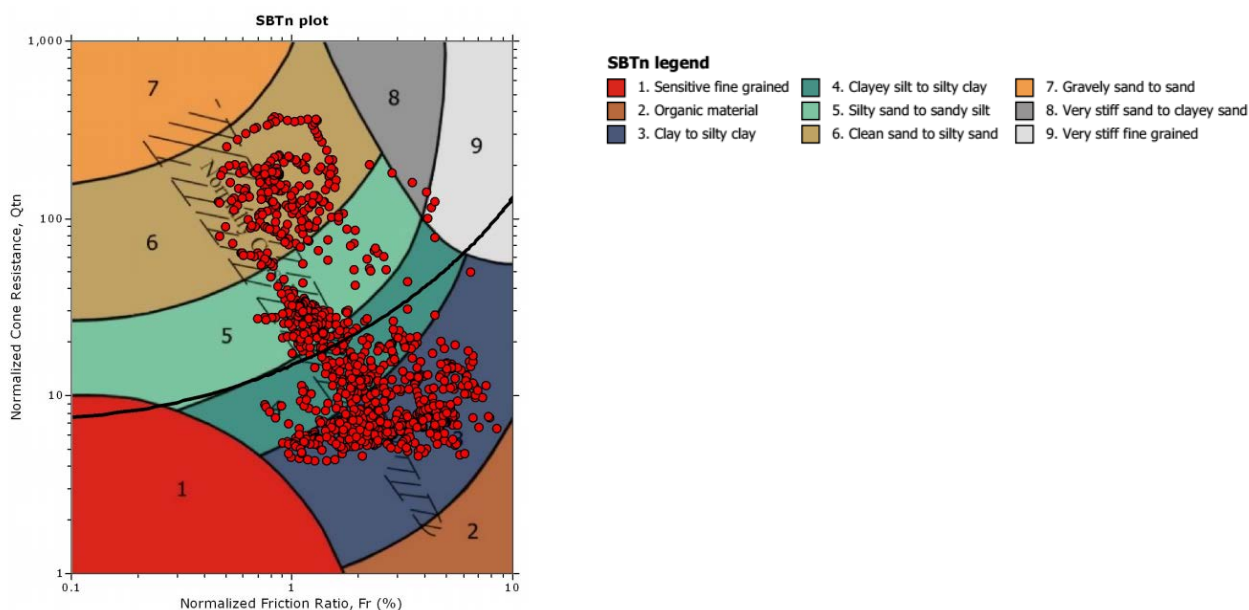 SBTn plot
1,000
100
10
1
0.1
1
10
Normalized Cone Resistance, Qtn
Normalized Friction Ratio, Fr (%)
7
8
9
6
5
3
1
2
SBTn legend
1. Sensitive fine grained
2. Organic material
3. Clay to silty clay
4. Clayey silt to silty clay
5. Silty sand to sandy silt
6. Clean sand to silty sand
7. Gravely sand to sand
8. Very stiff sand to clayey sand
9. Very stiff fine grained